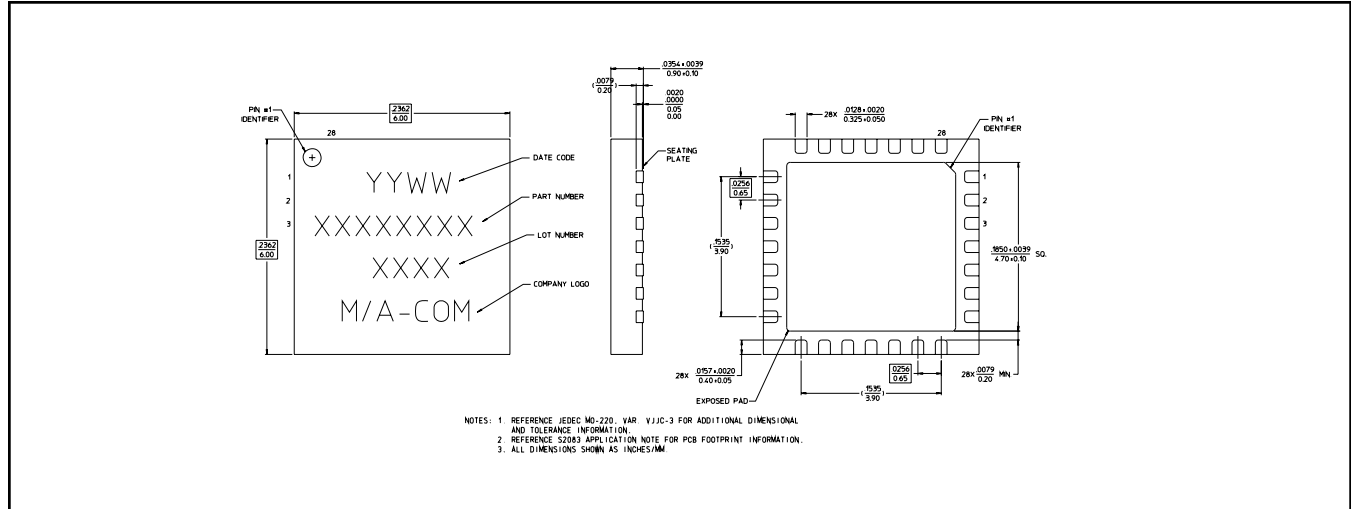 PIN #1
IDENTIFIER
28
.2362
6.00
1
2
3
.2362
6.00
YYWW
XXXXXXXX
XXXX
M/A-COM
DATE CODE
PART NUMBER
LOT NUMBER
COMPANY LOGO
.0354±.0039
0.90±0.10
(.0079
0.20)
.0020
.0000
0.05
0.00
SEATING
PLATE
28X .0128±.0020
0.325±0.050
28
PIN #1
IDENTIFIER
1
2
3
.0256
0.65
(.1535
3.90)
.1850±.0039
4.70±0.10 SQ.
28X .0157±.0020
0.40±0.05
EXPOSED PAD
(.1535
3.90)
.0256
0.65
28X .0079
0.20 MIN
NOTES: 1. REFERENCE JEDEC MO-220, VAR. VJJC-3 FOR ADDITIONAL DIMENSIONAL
AND TOLERANCE INFORMATION.
2. REFERENCE S2083 APPLICATION NOTE FOR PCB FOOTPRINT INFORMATION.
3. ALL DIMENSIONS SHOWN AS INCHES/MM.